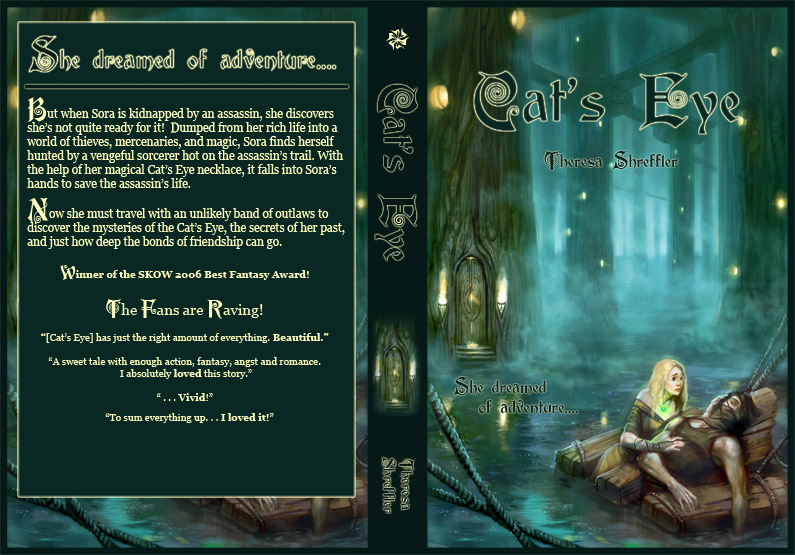 She dreamed of adventure....
But when Sora is kidnapped by an assassin, she discovers
she's not quite ready for it!  Dumped from her rich life into a
world of thieves, mercenaries, and magic, Sora finds herself
hunted by a vengeful sorcerer hot on the assassin's trail. With
the help of her magical Cat's Eye necklace, it falls into Sora's
hands to save the assassin's life.
Now she must travel with an unlikely band of outlaws to
discover the mysteries of the Cat's Eye, the secrets of her past,
and just how deep the bonds of friendship can go.
Winner of the SKOW 2006 Best Fantasy Award!
The Fans are Raving!
"[Cat's Eye] has just the right amount of everything. Beautiful."
"A sweet tale with enough action, fantasy, angst and romance.
I absolutely loved this story."
" . . . Vivid!"
"To sum everything up. . . I loved it!"
Cat's Eye
Theresa
Shreffler
Cat's Eye
Theresa Shreffler
She dreamed
of adventure....